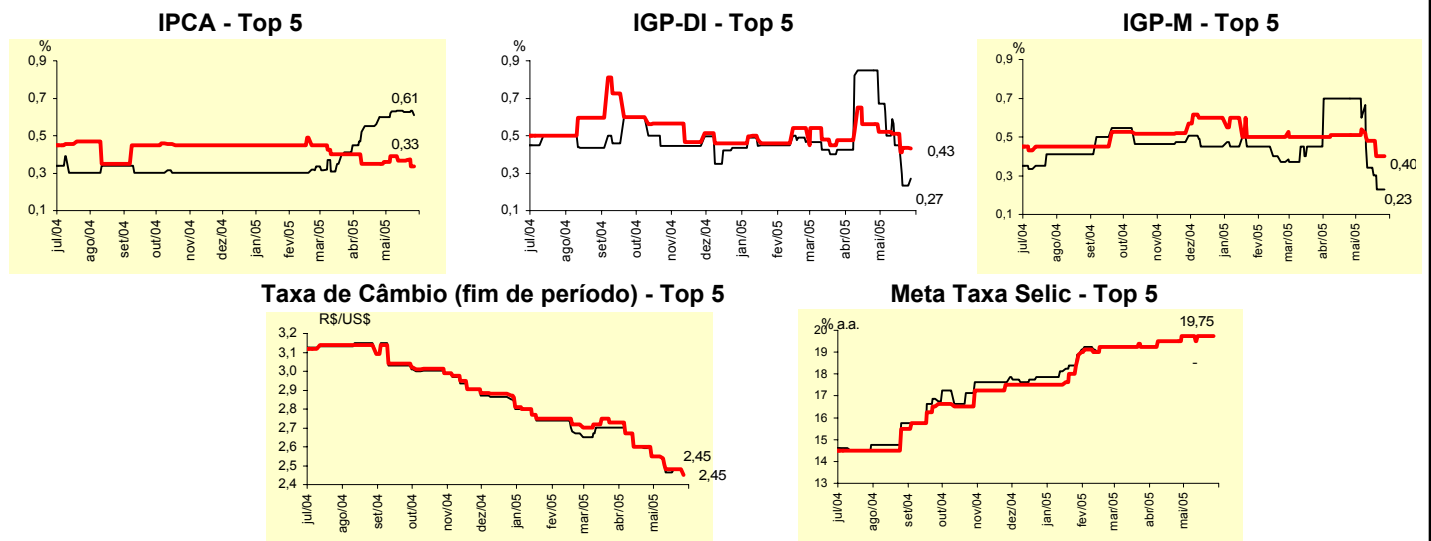 IPCA - Top 5
%
0,9
0,7
0,5
0,3
0,1
0,61
0,33
jul/04
ago/04
set/04
out/04
nov/04
dez/04
jan/05
fev/05
mar/05
abr/05
mai/05
IGP-DI - Top 5
%
0,9
0,7
0,5
0,3
0,1
0,43
0,27
jul/04
ago/04
set/04
out/04
nov/04
dez/04
jan/05
fev/05
mar/05
abr/05
mai/05
IGP-M - Top 5
%
0,9
0,7
0,5
0,3
0,1
0,40
0,23
jul/04
ago/04
set/04
out/04
nov/04
dez/04
jan/05
fev/05
mar/05
abr/05
mai/05
Taxa de Câmbio (fim de período) - Top 5
R$/US$
3,2
3,1
3,0
2,9
2,8
2,7
2,6
2,5
2,4
2,45
2,45
jul/04
ago/04
set/04
out/04
nov/04
dez/04
jan/05
fev/05
mar/05
abr/05
mai/05
Meta Taxa Selic - Top 5
% a.a.
20
19
18
17
16
15
14
13
19,75
-
jul/04
ago/04
set/04
out/04
nov/04
dez/04
jan/05
fev/05
mar/05
abr/05
mai/05